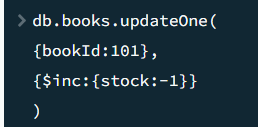 > db.books.updateOne(
{bookId:101},
{$inc:{stock:-1}}
)